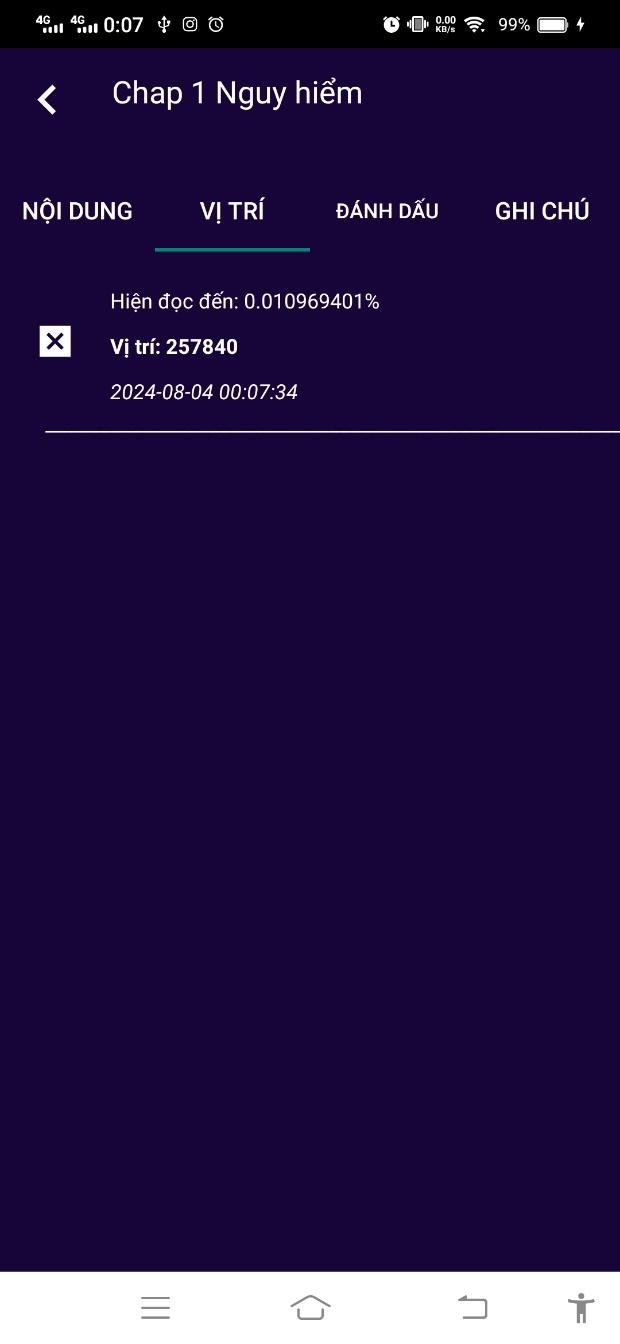 4G 4G 0:07 0.00 KB/s 99%
Chap 1 Nguy hiểm
NỘI DUNG VỊ TRÍ ĐÁNH DẤU GHI CHÚ
Hiện đọc đến: 0.010969401%
Vị trí: 257840
2024-08-04 00:07:34